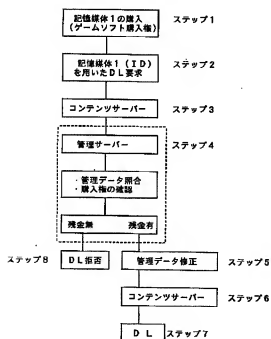 記憶媒体1の購入 ステップ1
(ゲームソフト購入権)
記憶媒体1(ID) ステップ2
を用いたDL要求
コンテンツサーバー ステップ3
管理サーバー ステップ4
・管理データ照合
・購入権の確認
残金無 残金有
ステップ8 DL拒否 管理データ修正 ステップ5
コンテンツサーバー ステップ6
DL ステップ7